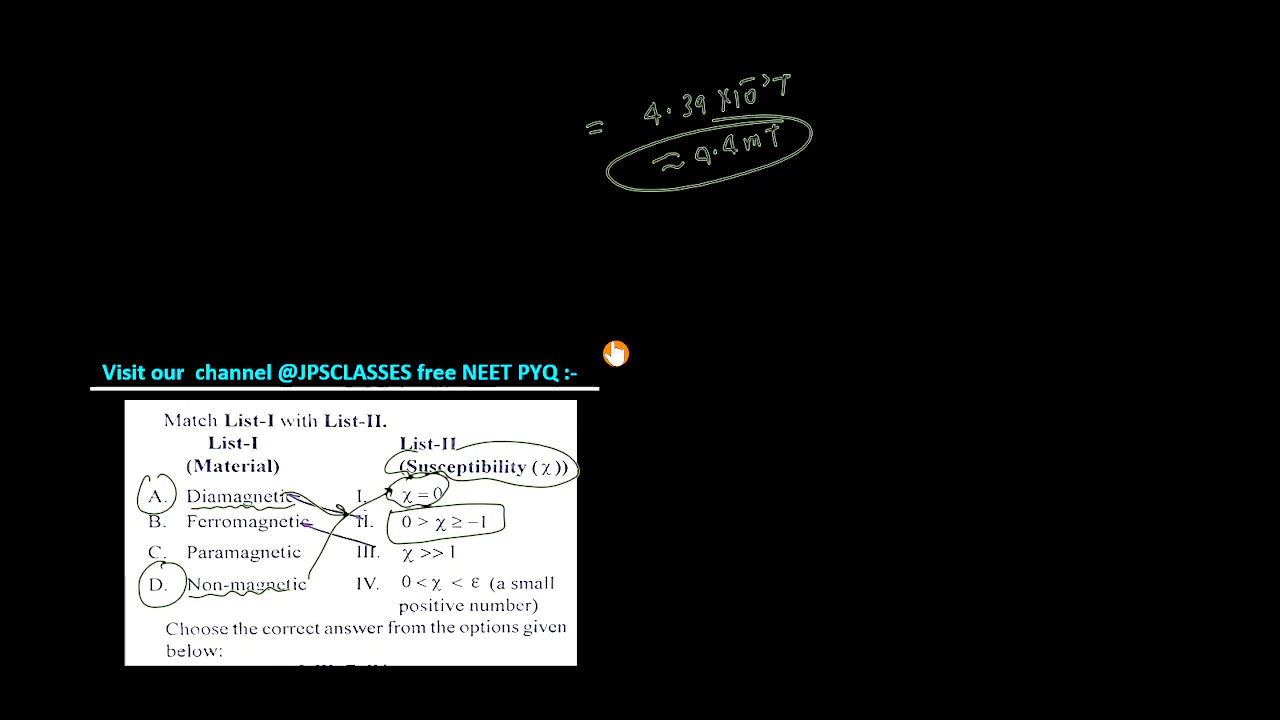 = 4.39 × 10⁻³ T
≈ 4.4 mT
Visit our channel @JPSCLASSES free NEET PYQ :-
Match List-I with List-II.
List-I List-II
(Material) (Susceptibility (χ))
A. Diamagnetic I. χ = 0
B. Ferromagnetic II. 0 > χ ≥ −1
C. Paramagnetic III. χ >> 1
D. Non-magnetic IV. 0 < χ < ε (a small
positive number)
Choose the correct answer from the options given
below: